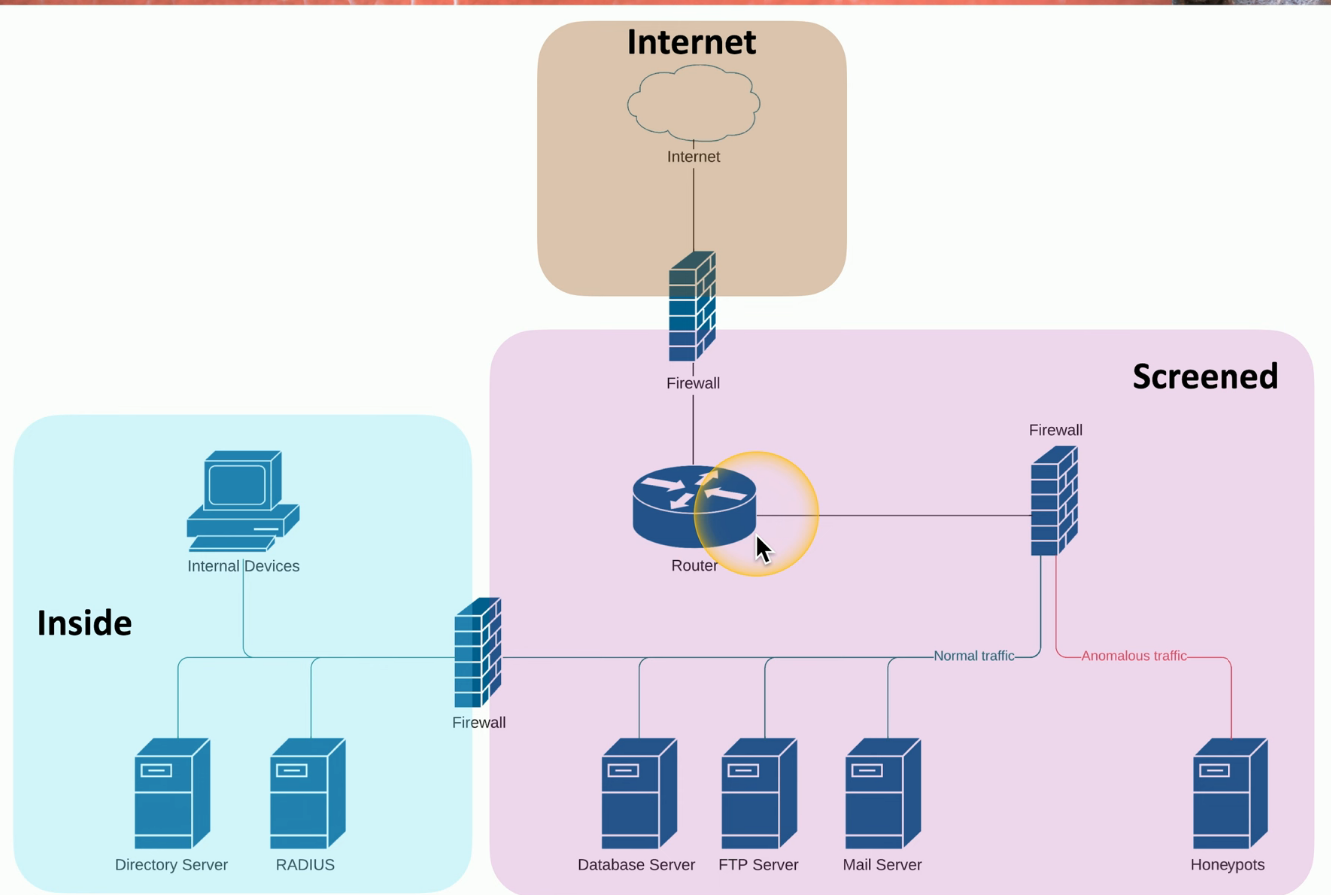 Internet
Internet
Firewall
Screened
Firewall
Router
Internal Devices
Inside
Normal traffic
Anomalous traffic
Firewall
Directory Server
RADIUS
Database Server
FTP Server
Mail Server
Honeypots